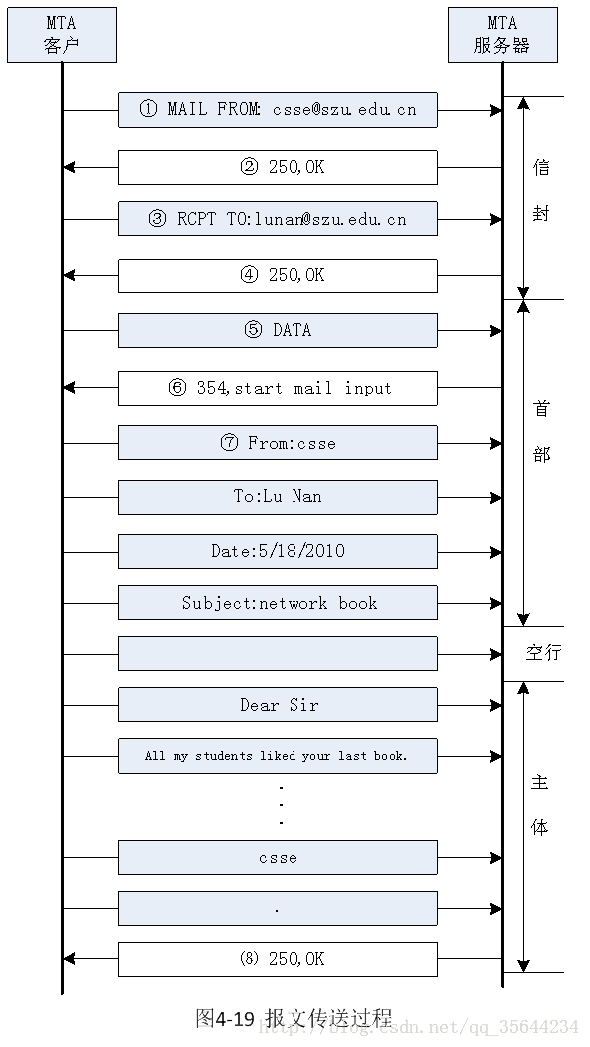 MTA
客户
MTA
服务器
① MAIL FROM: csse@szu.edu.cn
② 250,OK
信
封
③ RCPT TO:lunan@szu.edu.cn
④ 250,OK
⑤ DATA
⑥ 354,start mail input
首
部
⑦ From:csse
To:Lu Nan
Date:5/18/2010
Subject:network book
空行
Dear Sir
All my students liked your last book.
.
.
.
主
体
csse
.
⑻ 250,OK
图4-19 报文传送过程
http://blog.csdn.net/qq_35644234